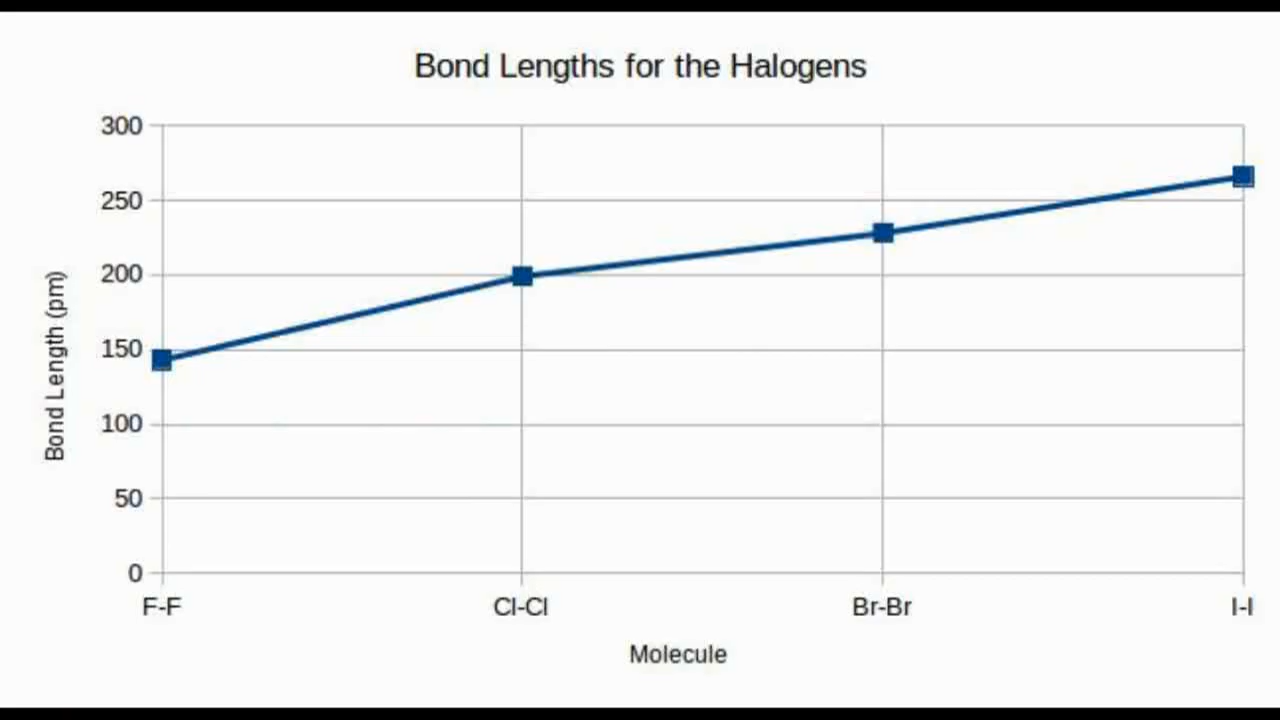 Bond Lengths for the Halogens
300
250
200
150
100
50
0
Bond Length (pm)
F-F Cl-Cl Br-Br I-I
Molecule